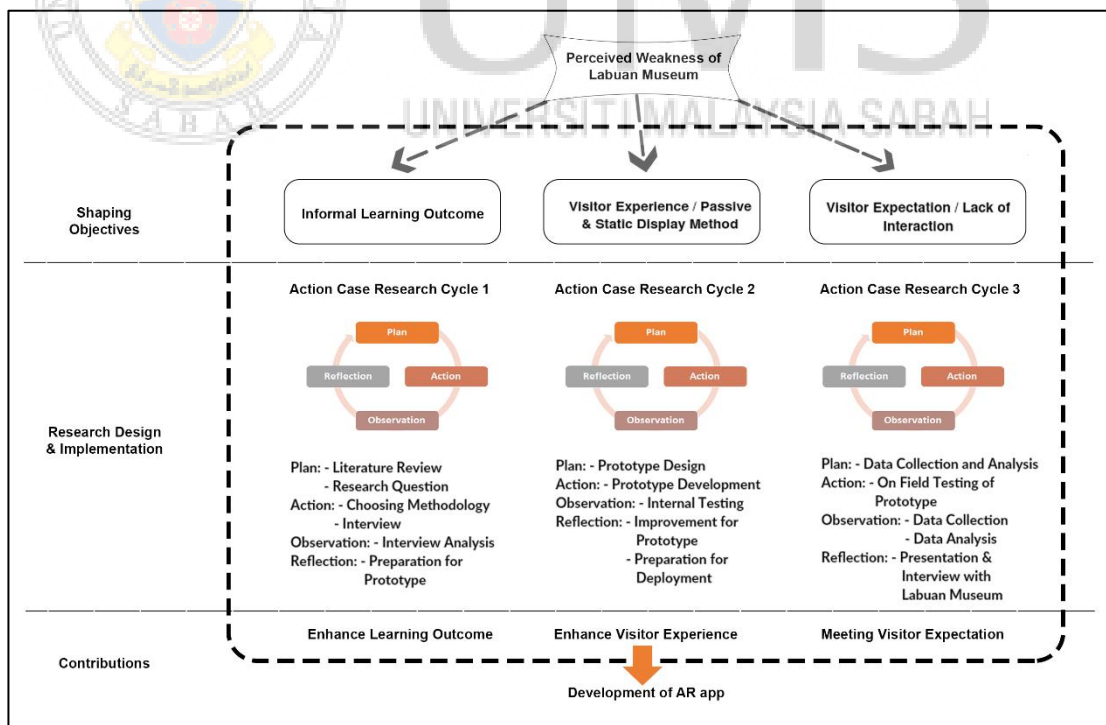 UMS
UNIVERSITI MALAYSIA SABAH
Perceived Weakness of
Labuan Museum
Shaping
Objectives
Informal Learning Outcome
Visitor Experience / Passive
& Static Display Method
Visitor Expectation / Lack of
Interaction
Research Design
& Implementation
Action Case Research Cycle 1
Plan
Reflection
Action
Observation
Plan: - Literature Review
- Research Question
Action: - Choosing Methodology
- Interview
Observation: - Interview Analysis
Reflection: - Preparation for
Prototype
Action Case Research Cycle 2
Plan
Reflection
Action
Observation
Plan: - Prototype Design
Action: - Prototype Development
Observation: - Internal Testing
Reflection: - Improvement for
Prototype
- Preparation for
Deployment
Action Case Research Cycle 3
Plan
Reflection
Action
Observation
Plan: - Data Collection and Analysis
Action: - On Field Testing of
Prototype
Observation: - Data Collection
- Data Analysis
Reflection: - Presentation &
Interview with
Labuan Museum
Contributions
Enhance Learning Outcome
Enhance Visitor Experience
Meeting Visitor Expectation
Development of AR app